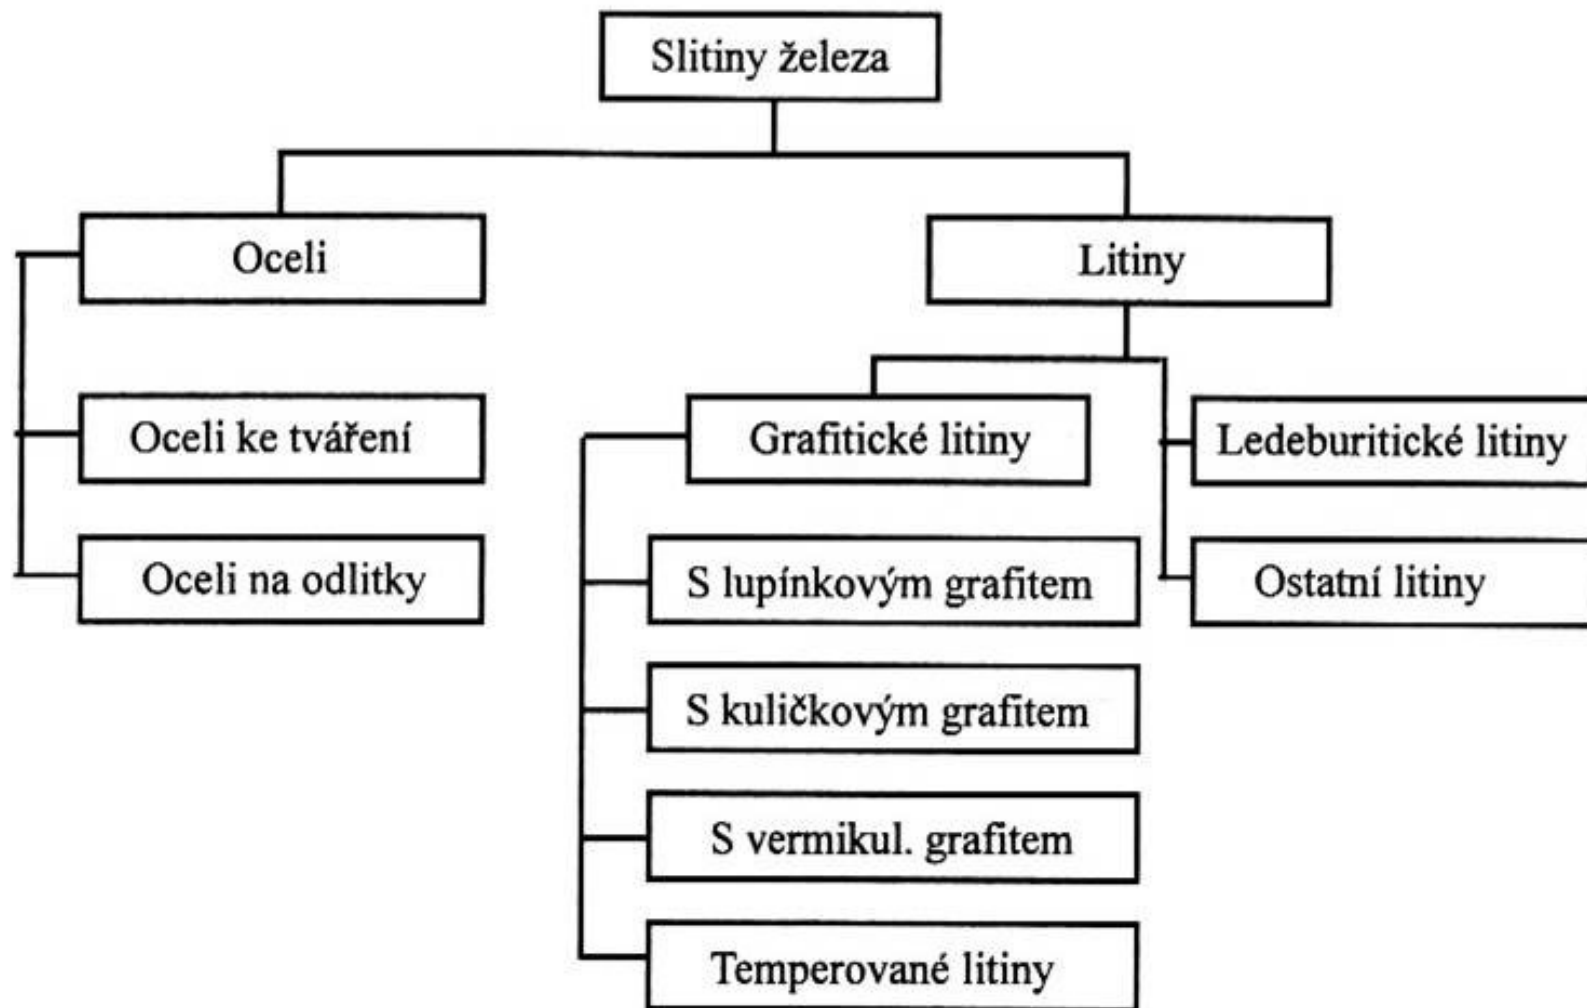 Slitiny železa
Oceli
Litiny
Oceli ke tváření
Grafitické litiny
Ledeburitické litiny
Oceli na odlitky
S lupínkovým grafitem
Ostatní litiny
S kuličkovým grafitem
S vermikul. grafitem
Temperované litiny